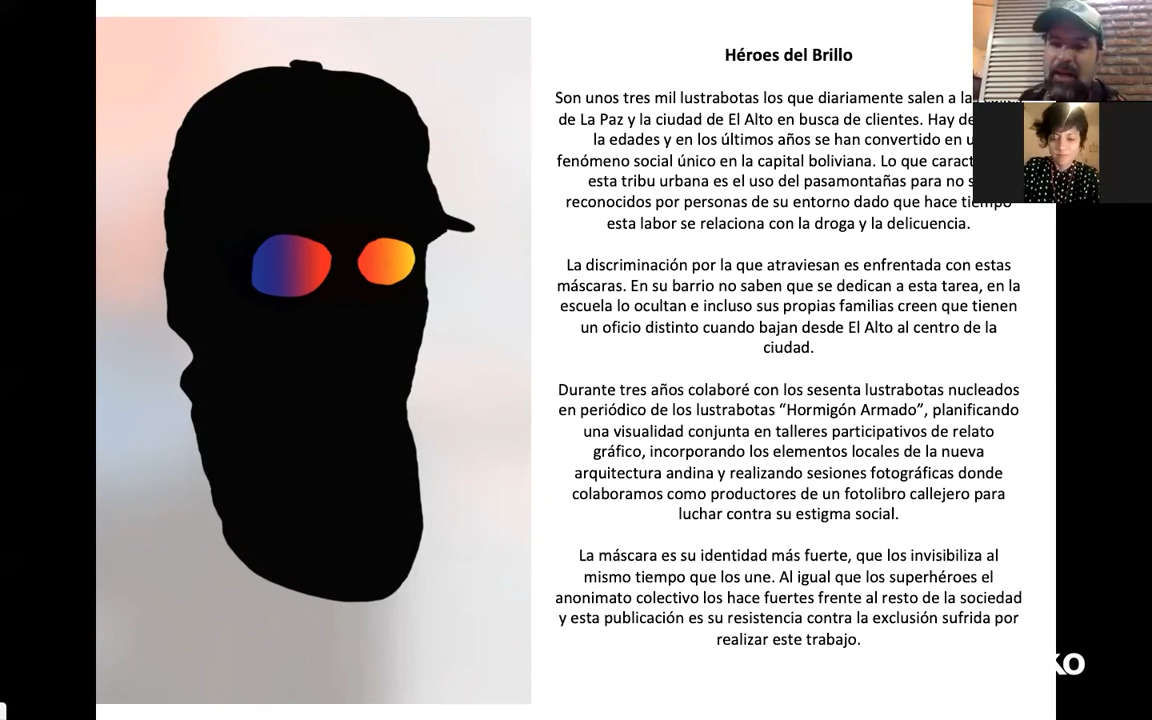 Héroes del Brillo
Son unos tres mil lustrabotas los que diariamente salen a la
de La Paz y la ciudad de El Alto en busca de clientes. Hay
la edades y en los últimos años se han convertido en
fenómeno social único en la capital boliviana. Lo que
esta tribu urbana es el uso del pasamontañas para no
reconocidos por personas de su entorno dado que hace tiempo
esta labor se relaciona con la droga y la delicuencia.
La discriminación por la que atraviesan es enfrentada con estas
máscaras. En su barrio no saben que se dedican a esta tarea, en la
escuela lo ocultan e incluso sus propias familias creen que tienen
un oficio distinto cuando bajan desde El Alto al centro de la
ciudad.
Durante tres años colaboré con los sesenta lustrabotas nucleados
en periódico de los lustrabotas “Hormigón Armado”, planificando
una visualidad conjunta en talleres participativos de relato
gráfico, incorporando los elementos locales de la nueva
arquitectura andina y realizando sesiones fotográficas donde
colaboramos como productores de un fotolibro callejero para
luchar contra su estigma social.
La máscara es su identidad más fuerte, que los invisibiliza al
mismo tiempo que los une. Al igual que los superhéroes el
anonimato colectivo los hace fuertes frente al resto de la sociedad
y esta publicación es su resistencia contra la exclusión sufrida por
realizar este trabajo.